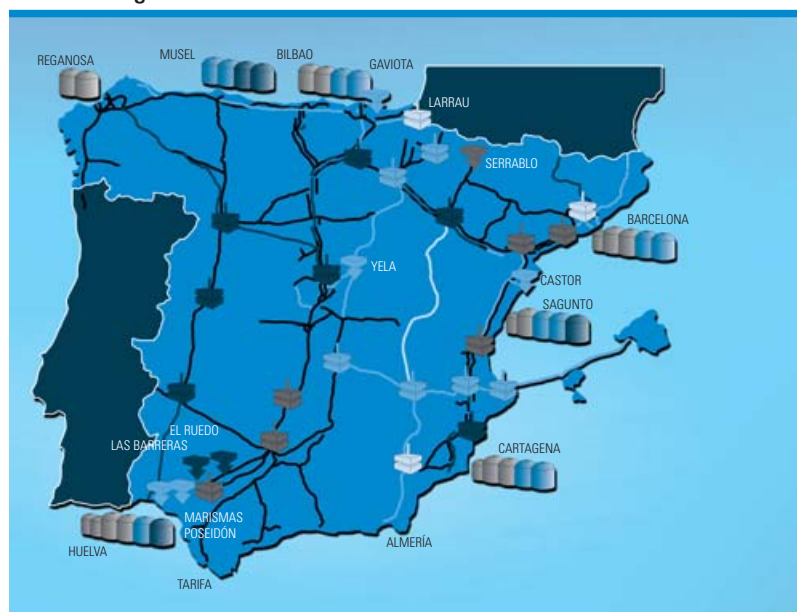 REGANOSA
MUSEL
BILBAO
GAVIOTA
LARRAU
SERRABLO
BARCELONA
YELA
CASTOR
SAGUNTO
EL RUEDO
LAS BARRERAS
CARTAGENA
MARISMAS
POSEIDÓN
HUELVA
ALMERÍA
TARIFA